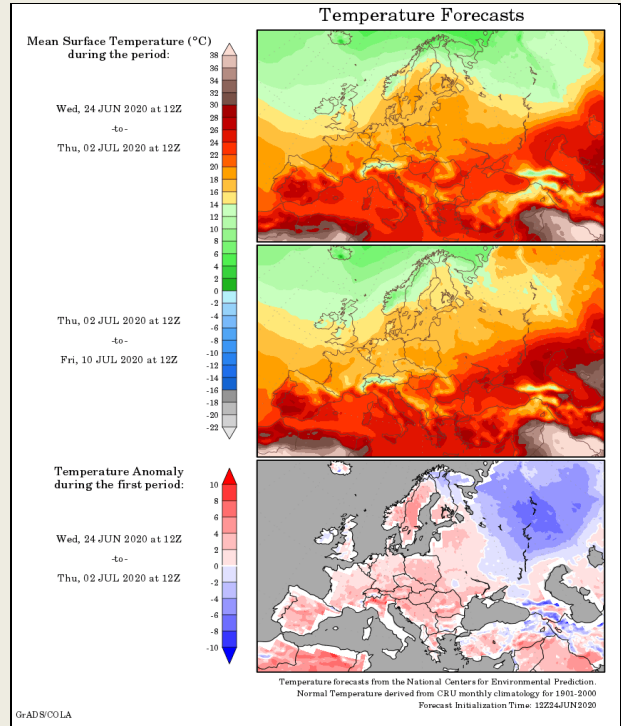 Temperature Forecasts
Mean Surface Temperature (°C)
during the period:
Wed, 24 JUN 2020 at 12Z
-to-
Thu, 02 JUL 2020 at 12Z
38
36
34
32
30
28
26
24
22
20
18
16
14
12
10
8
6
4
2
0
-2
-4
-6
-8
-10
-12
-14
-16
-18
-20
-22
Thu, 02 JUL 2020 at 12Z
-to-
Fri, 10 JUL 2020 at 12Z
Temperature Anomaly
during the first period:
Wed, 24 JUN 2020 at 12Z
-to-
Thu, 02 JUL 2020 at 12Z
10
8
6
4
2
0
-2
-4
-6
-8
-10
Temperature forecasts from the National Centers for Environmental Prediction.
Normal Temperature derived from CRU monthly climatology for 1901-2000
Forecast Initialization Time: 12Z24JUN2020
GrADS/COLA